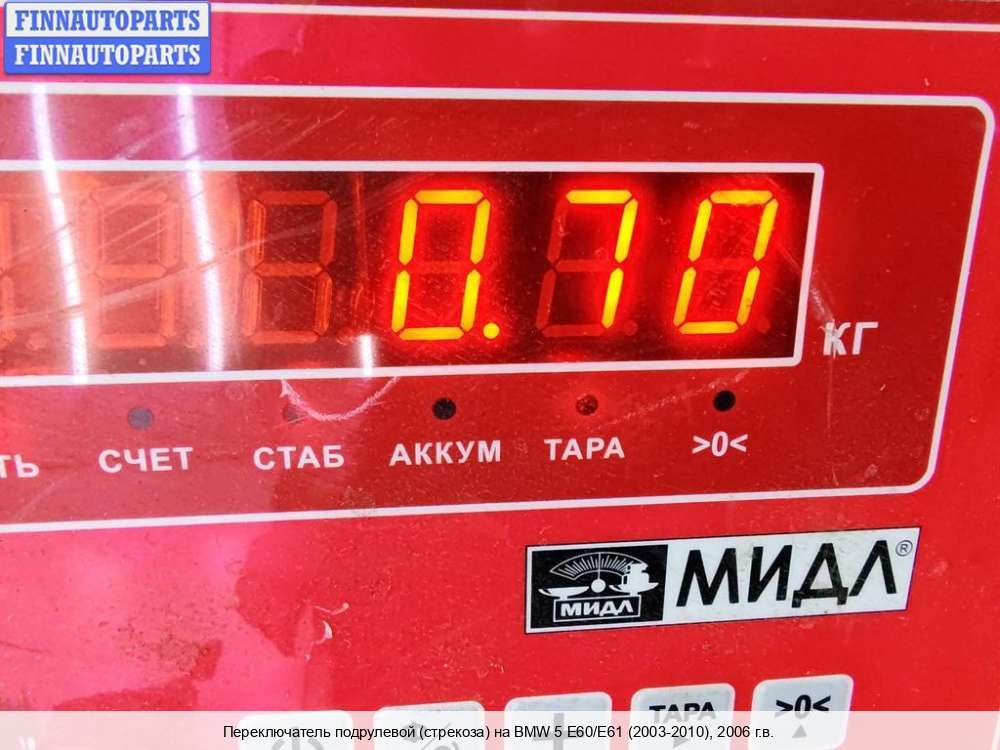 FINNAUTOPARTS
FINNAUTOPARTS
0.70
КГ
ТЬ СЧЕТ СТАБ АККУМ ТАРА >0<
МИДЛ МИДЛ®
ТАРА >0<
Переключатель подрулевой (стрекоза) на BMW 5 E60/E61 (2003-2010), 2006 г.в.